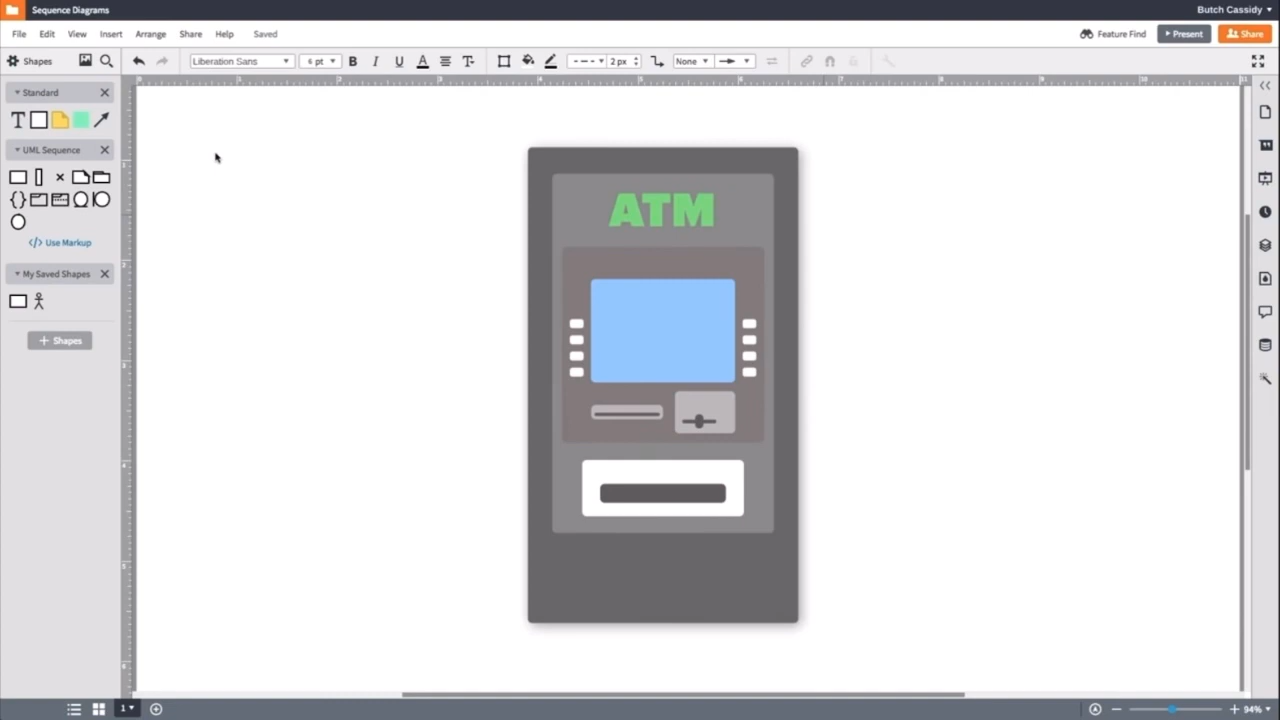 Sequence Diagrams
Butch Cassidy
File Edit View Insert Arrange Share Help Saved
Feature Find Present Share
Shapes
Liberation Sans 6 pt B I U A T 2 px None
Standard
T
UML Sequence
Use Markup
My Saved Shapes
+ Shapes
ATM
1
94%